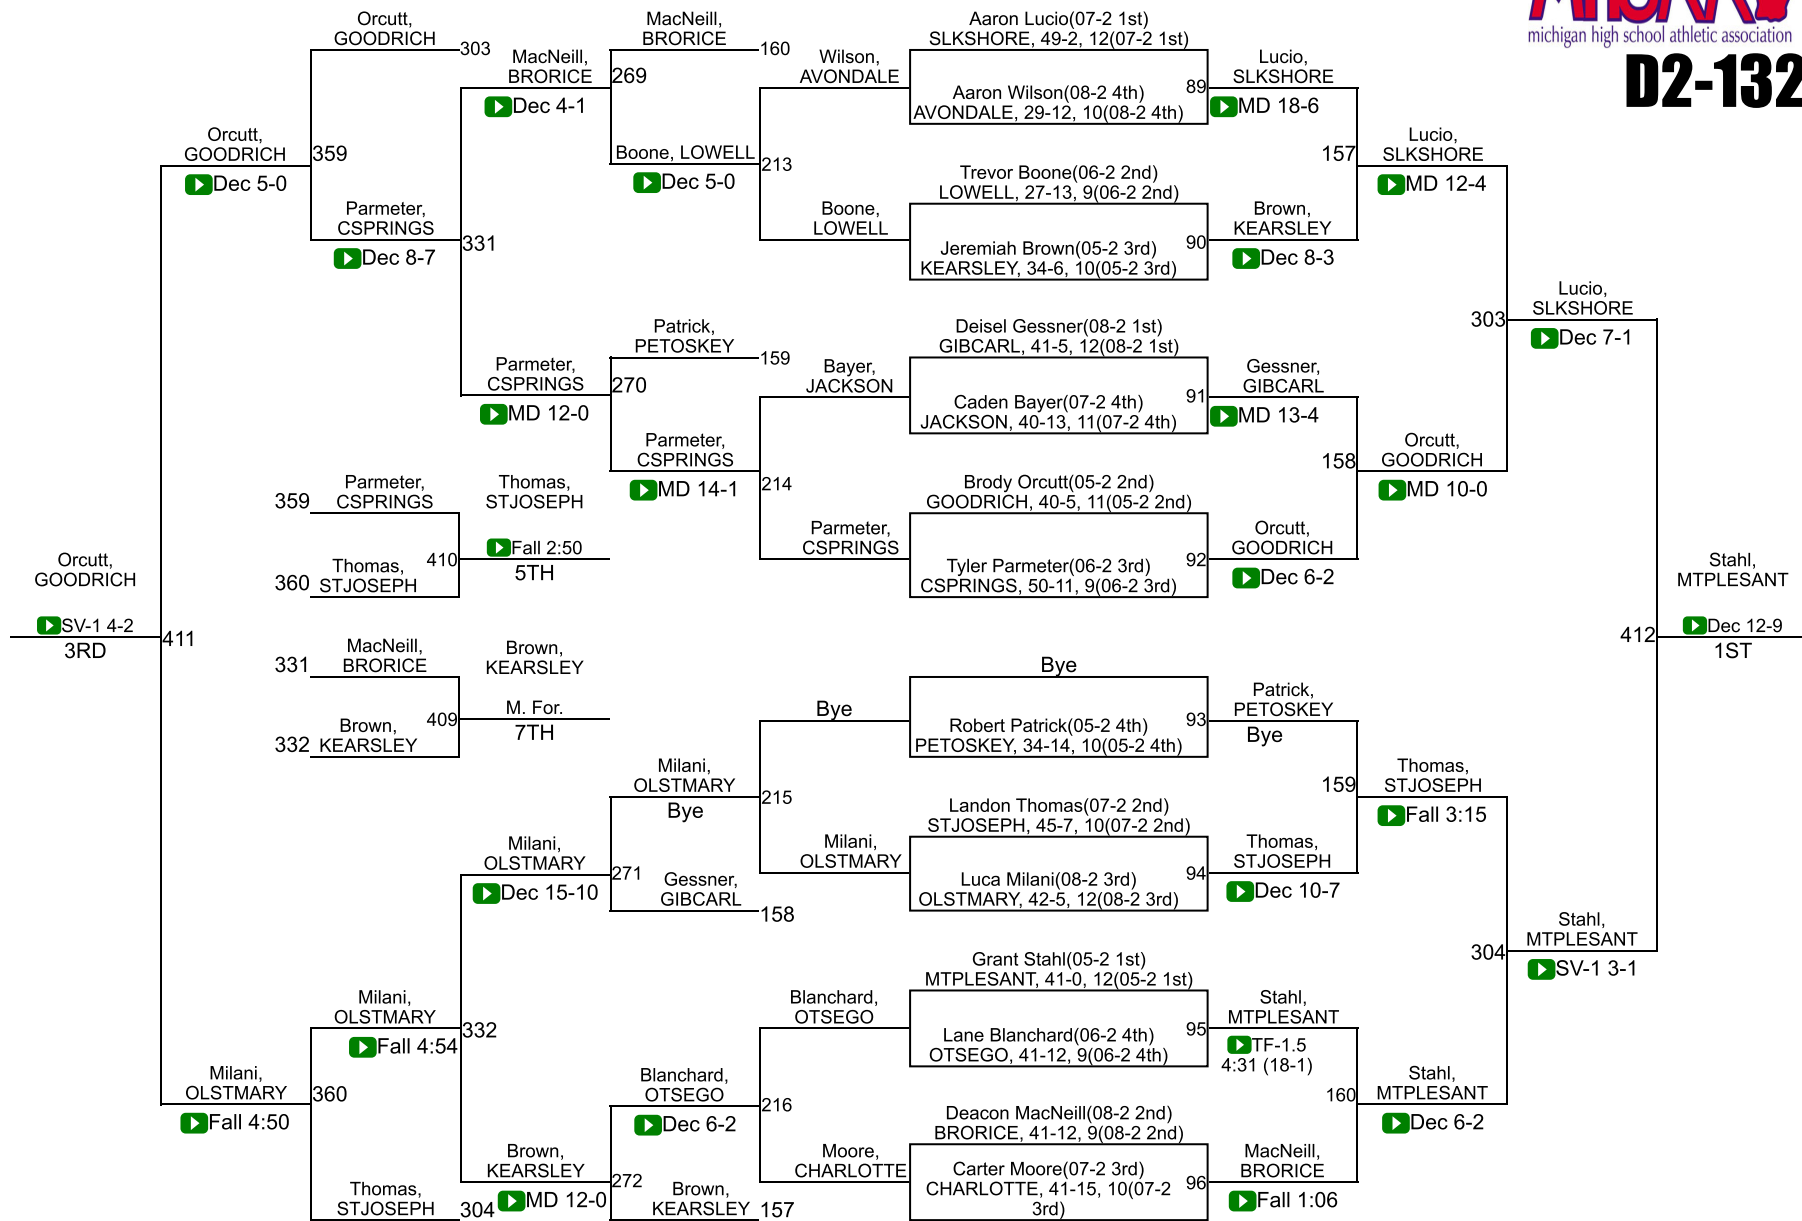 michigan high school athletic association
D2-132
Orcutt,
GOODRICH
303
MacNeill,
BRORICE
160
Aaron Lucio(07-2 1st)
SLKSHORE, 49-2, 12(07-2 1st)
MacNeill,
BRORICE
269
Dec 4-1
Wilson,
AVONDALE
Aaron Wilson(08-2 4th)
AVONDALE, 29-12, 10(08-2 4th)
89
Lucio,
SLKSHORE
MD 18-6
Orcutt,
GOODRICH
359
Dec 5-0
Boone, LOWELL
213
Dec 5-0
Trevor Boone(06-2 2nd)
LOWELL, 27-13, 9(06-2 2nd)
157
Lucio,
SLKSHORE
MD 12-4
Parmeter,
CSPRINGS
331
Dec 8-7
Boone,
LOWELL
Jeremiah Brown(05-2 3rd)
KEARSLEY, 34-6, 10(05-2 3rd)
90
Brown,
KEARSLEY
Dec 8-3
Lucio,
SLKSHORE
303
Dec 7-1
Patrick,
PETOSKEY
159
Deisel Gessner(08-2 1st)
GIBCARL, 41-5, 12(08-2 1st)
Parmeter,
CSPRINGS
270
MD 12-0
Bayer,
JACKSON
Caden Bayer(07-2 4th)
JACKSON, 40-13, 11(07-2 4th)
91
Gessner,
GIBCARL
MD 13-4
Parmeter,
CSPRINGS
214
MD 14-1
Brody Orcutt(05-2 2nd)
GOODRICH, 40-5, 11(05-2 2nd)
158
Orcutt,
GOODRICH
MD 10-0
359
Parmeter,
CSPRINGS
Thomas,
STJOSEPH
Parmeter,
CSPRINGS
Tyler Parmeter(06-2 3rd)
CSPRINGS, 50-11, 9(06-2 3rd)
92
Orcutt,
GOODRICH
Dec 6-2
360
Thomas,
STJOSEPH
410
Fall 2:50
5TH
Orcutt,
GOODRICH
SV-1 4-2
3RD
411
Stahl,
MTPLESANT
412
Dec 12-9
1ST
331
MacNeill,
BRORICE
Brown,
KEARSLEY
332
Brown,
KEARSLEY
409
M. For.
7TH
Bye
Bye
Robert Patrick(05-2 4th)
PETOSKEY, 34-14, 10(05-2 4th)
93
Patrick,
PETOSKEY
Bye
Milani,
OLSTMARY
215
Bye
Landon Thomas(07-2 2nd)
STJOSEPH, 45-7, 10(07-2 2nd)
159
Thomas,
STJOSEPH
Fall 3:15
Milani,
OLSTMARY
271
Dec 15-10
Milani,
OLSTMARY
Luca Milani(08-2 3rd)
OLSTMARY, 42-5, 12(08-2 3rd)
94
Thomas,
STJOSEPH
Dec 10-7
Gessner,
GIBCARL
158
Stahl,
MTPLESANT
304
SV-1 3-1
Grant Stahl(05-2 1st)
MTPLESANT, 41-0, 12(05-2 1st)
Milani,
OLSTMARY
332
Fall 4:54
Blanchard,
OTSEGO
Lane Blanchard(06-2 4th)
OTSEGO, 41-12, 9(06-2 4th)
95
Stahl,
MTPLESANT
TF-1.5
4:31 (18-1)
Milani,
OLSTMARY
360
Fall 4:50
Blanchard,
OTSEGO
216
Dec 6-2
Deacon MacNeill(08-2 2nd)
BRORICE, 41-12, 9(08-2 2nd)
160
Stahl,
MTPLESANT
Dec 6-2
Brown,
KEARSLEY
272
MD 12-0
Moore,
CHARLOTTE
Carter Moore(07-2 3rd)
CHARLOTTE, 41-15, 10(07-2
3rd)
96
MacNeill,
BRORICE
Fall 1:06
Thomas,
STJOSEPH
304
Brown,
KEARSLEY
157